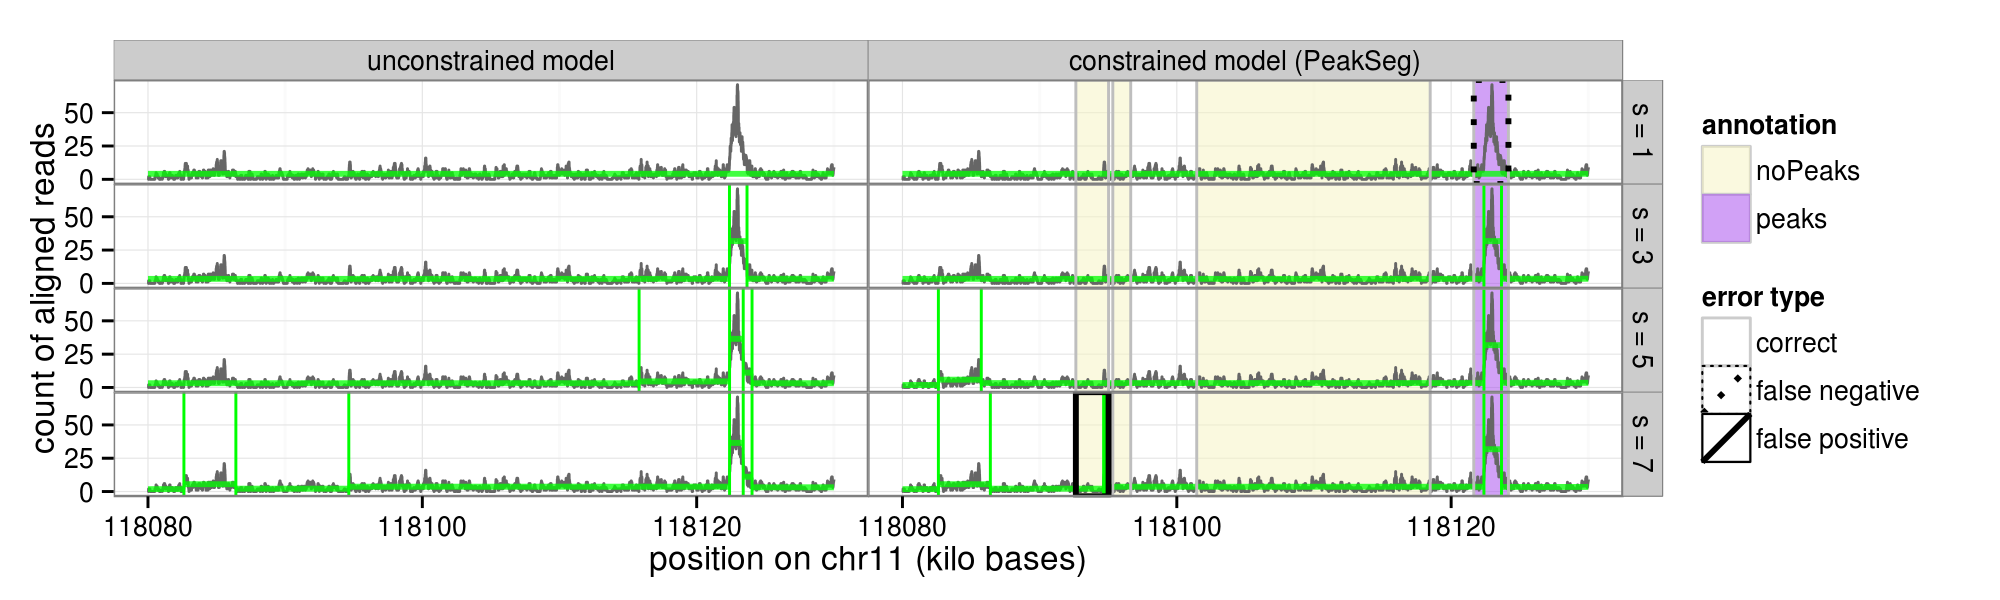 unconstrained model
constrained model (PeakSeg)
count of aligned reads
50
25
0
s = 1
50
25
0
s = 3
50
25
0
s = 5
50
25
0
s = 7
118080
118100
118120
118080
118100
118120
position on chr11 (kilo bases)
annotation
noPeaks
peaks
error type
correct
false negative
false positive